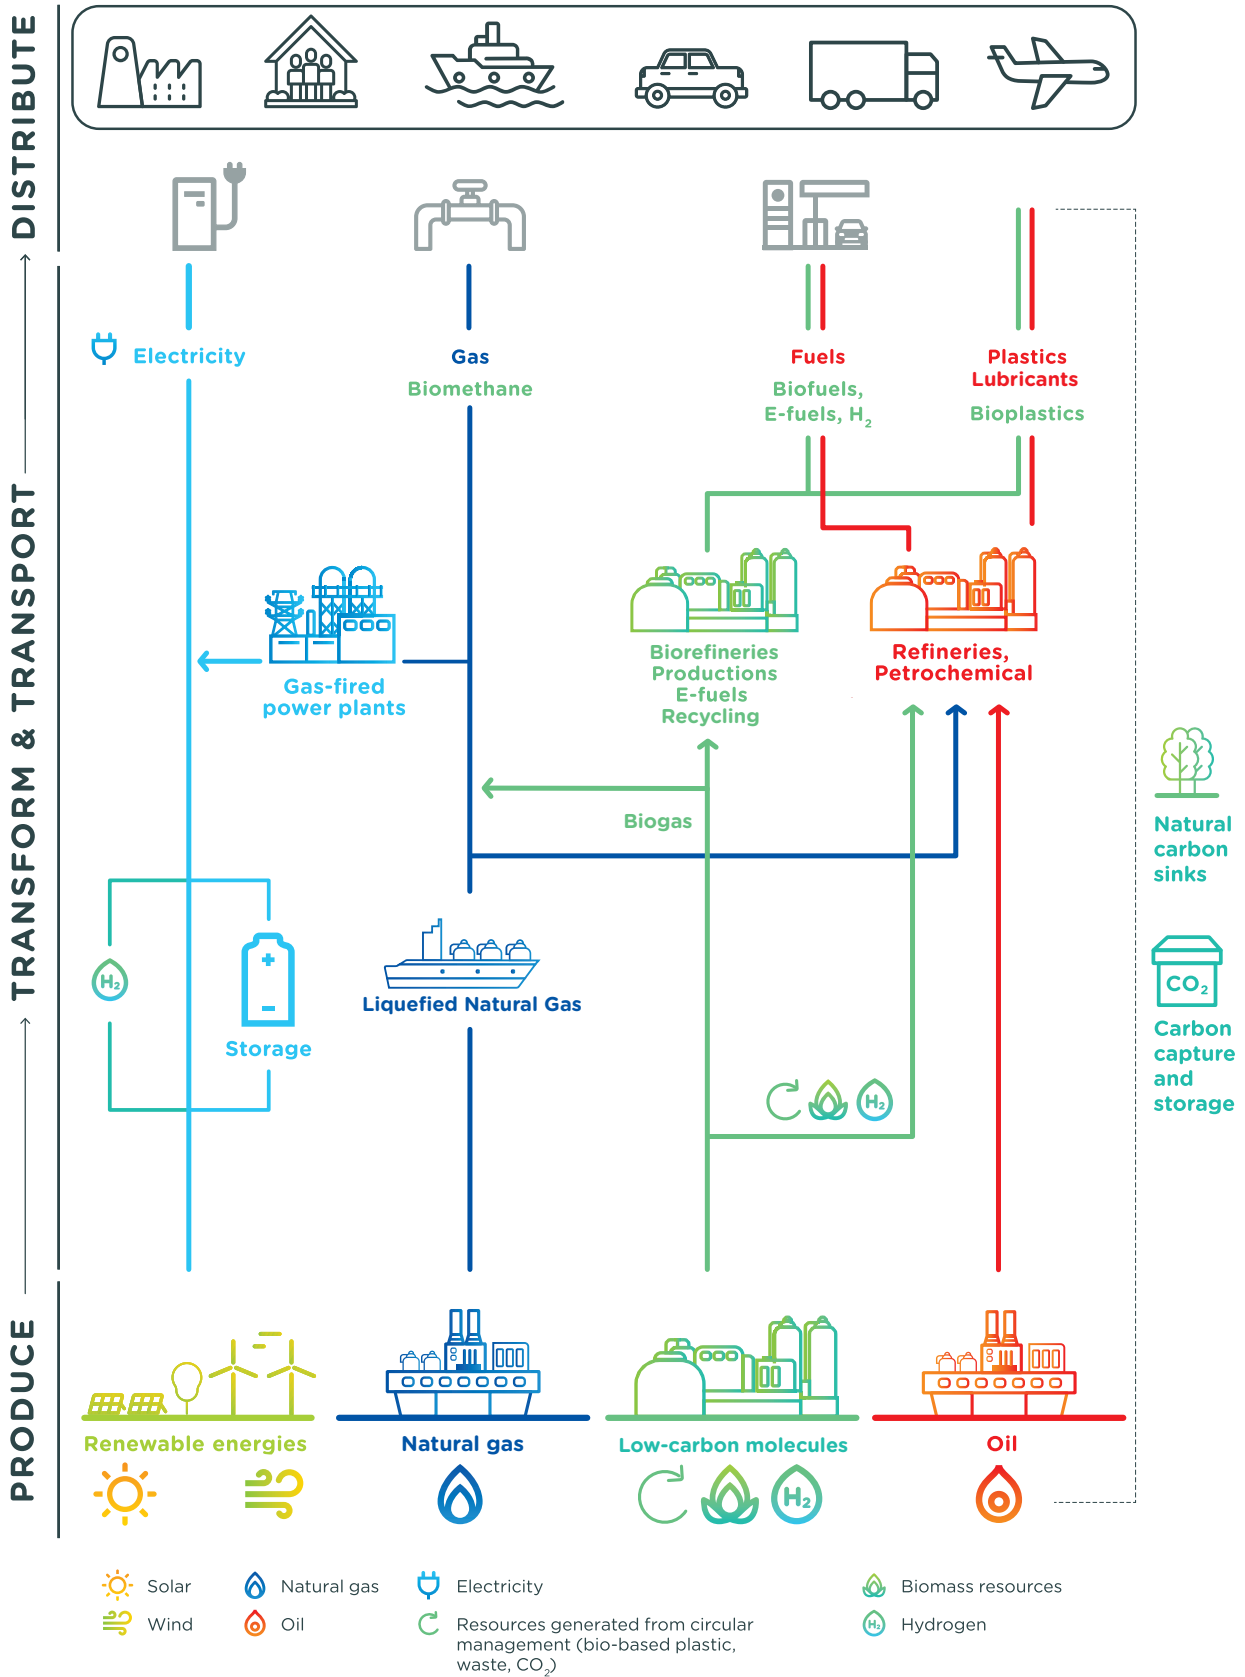 DISTRIBUTE
Electricity
Gas
Biomethane
Fuels
Biofuels,
E-fuels, H₂
Plastics
Lubricants
Bioplastics
TRANSFORM & TRANSPORT
Gas-fired
power plants
Biorefineries
Productions
E-fuels
Recycling
Refineries,
Petrochemical
Biogas
Natural
carbon
sinks
H₂
Storage
Liquefied Natural Gas
CO₂
Carbon
capture
and
storage
H₂
PRODUCE
Renewable energies
Natural gas
Low-carbon molecules
Oil
H₂
Solar
Natural gas
Electricity
Biomass resources
Wind
Oil
Resources generated from circular
management (bio-based plastic,
waste, CO₂)
H₂
Hydrogen